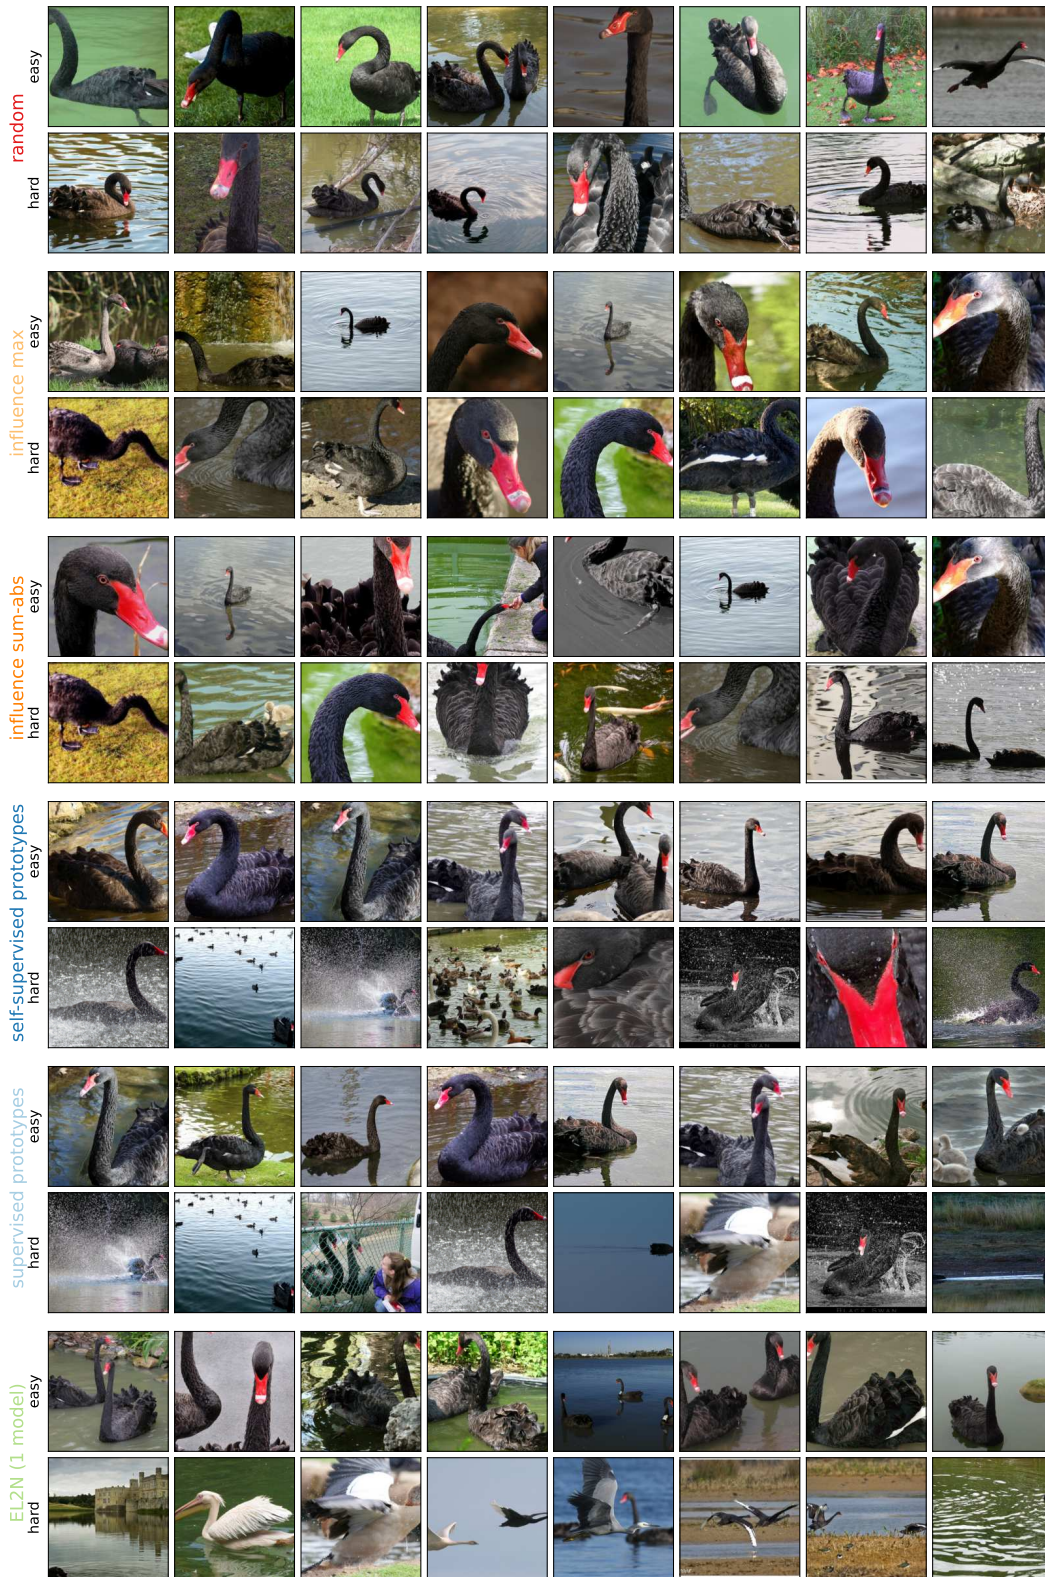 random
easy
hard
influence max
easy
hard
influence sum-abs
easy
hard
self-supervised prototypes
easy
hard
supervised prototypes
easy
hard
EL2N (1 model)
easy
hard